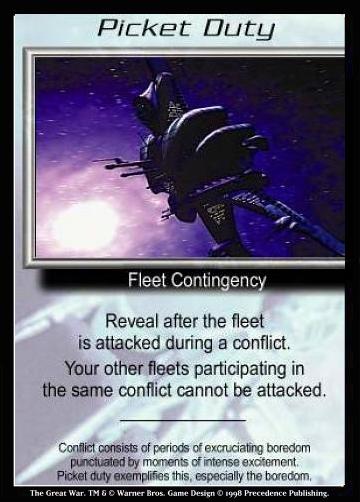 Picket Duty
Fleet Contingency
Reveal after the fleet
is attacked during a conflict.
Your other fleets participating in
the same conflict cannot be attacked.
Conflict consists of periods of excruciating boredom
punctuated by moments of intense excitement.
Picket duty exemplifies this, especially the boredom.
The Great War. TM & © Warner Bros. Game Design © 1998 Precedence Publishing.